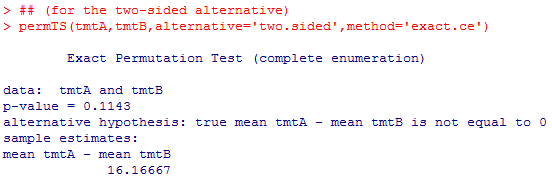 > ## (for the two-sided alternative)
> permTS(tmtA,tmtB,alternative='two.sided',method='exact.ce')
Exact Permutation Test (complete enumeration)
data: tmtA and tmtB
p-value = 0.1143
alternative hypothesis: true mean tmtA - mean tmtB is not equal to 0
sample estimates:
mean tmtA - mean tmtB
16.16667